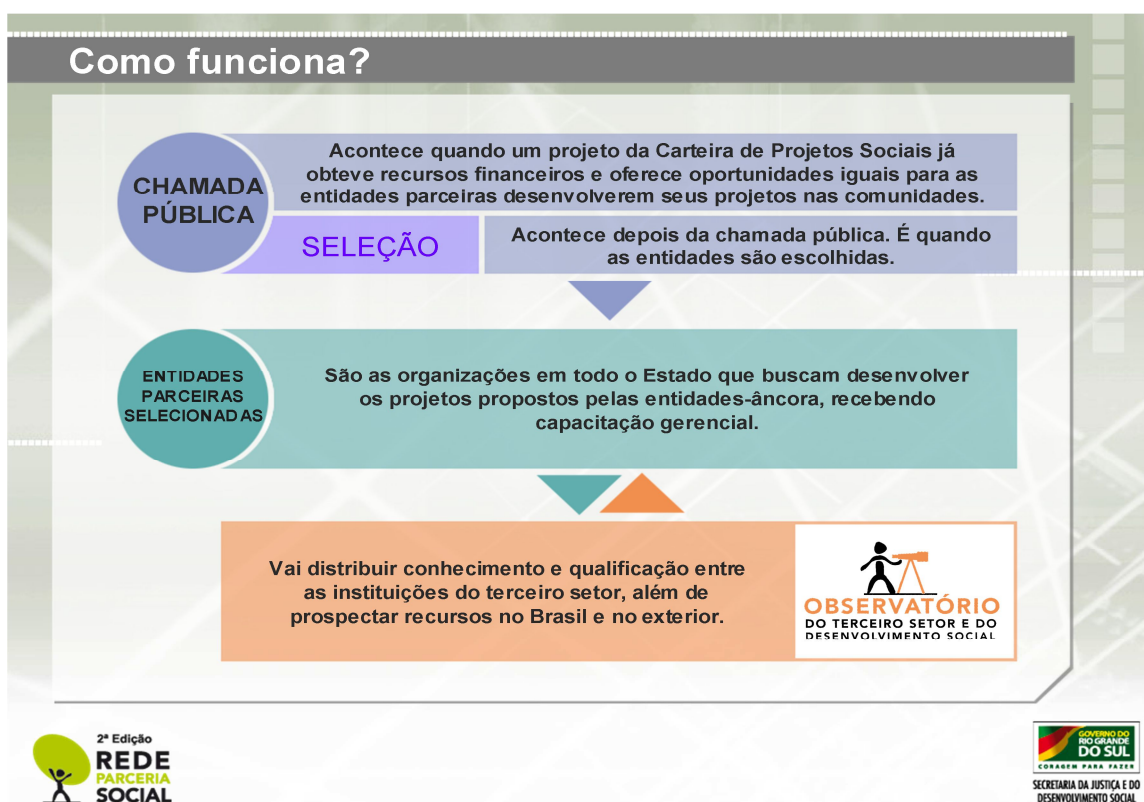 Como funciona?
CHAMADA
PÚBLICA
Acontece quando um projeto da Carteira de Projetos Sociais já
obteve recursos financeiros e oferece oportunidades iguais para as
entidades parceiras desenvolverem seus projetos nas comunidades.
SELEÇÃO
Acontece depois da chamada pública. É quando
as entidades são escolhidas.
ENTIDADES
PARCEIRAS
SELECIONADAS
São as organizações em todo o Estado que buscam desenvolver
os projetos propostos pelas entidades-âncora, recebendo
capacitação gerencial.
Vai distribuir conhecimento e qualificação entre
as instituições do terceiro setor, além de
prospectar recursos no Brasil e no exterior.
OBSERVATÓRIO
DO TERCEIRO SETOR E DO
DESENVOLVIMENTO SOCIAL
2ª Edição
REDE
PARCERIA
SOCIAL
GOVERNO DO
RIO GRANDE
DO SUL
CORAGEM PARA FAZER
SECRETARIA DA JUSTIÇA E DO
DESENVOLVIMENTO SOCIAL